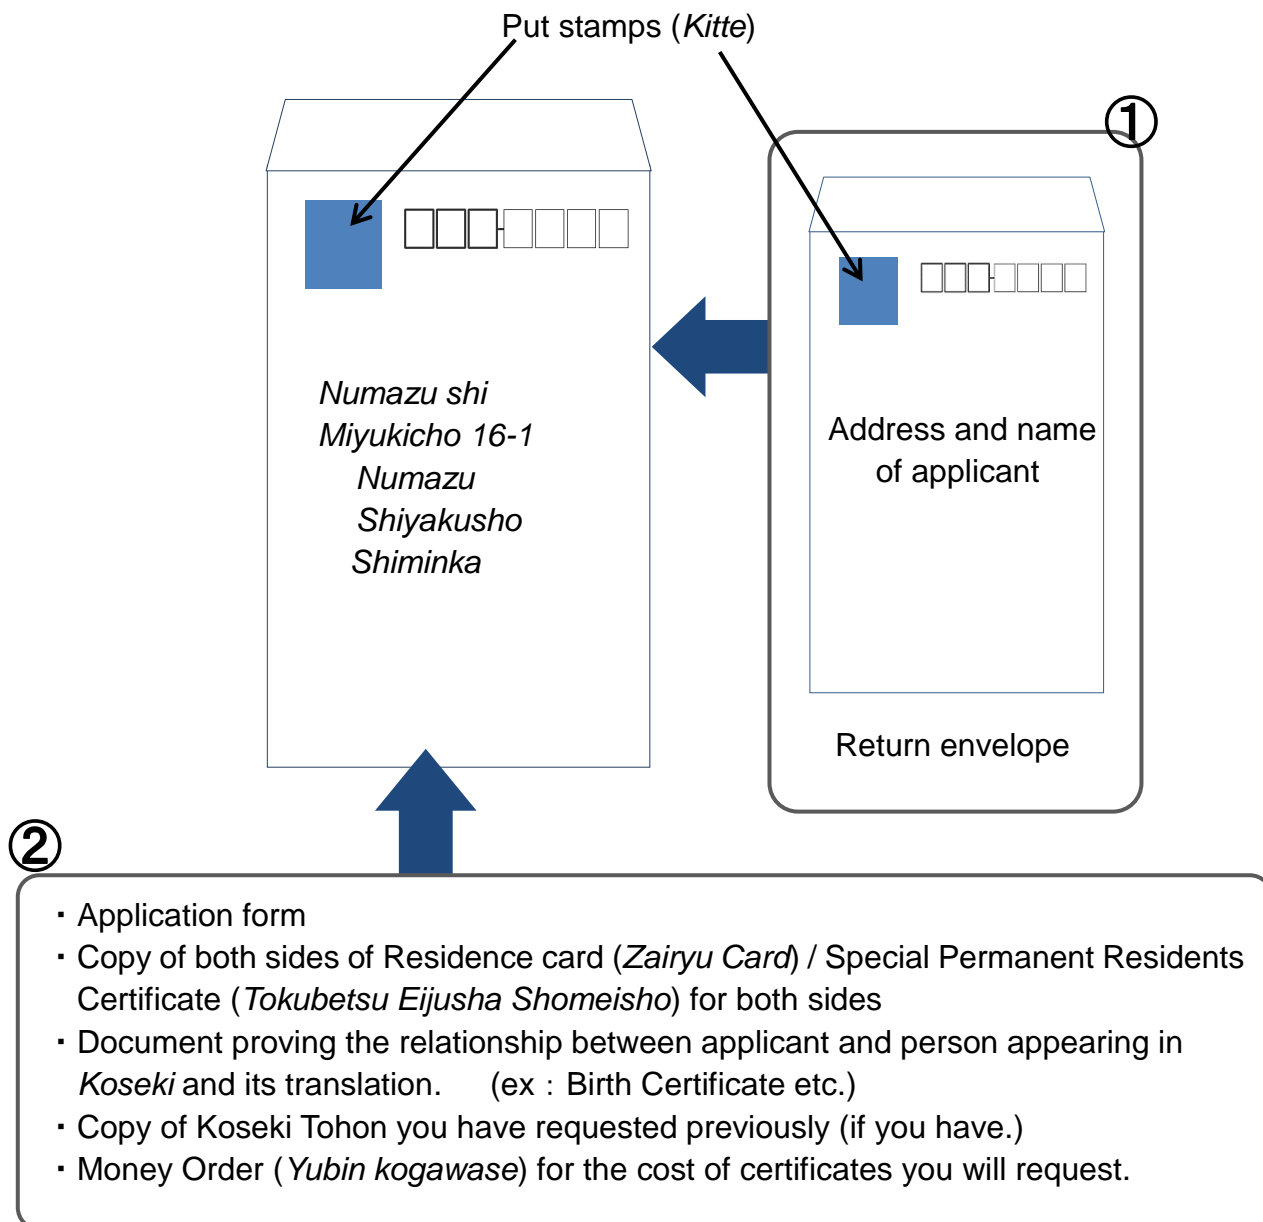 Put stamps (Kitte)
①
Numazu shi
Miyukicho 16-1
Numazu
Shiyakusho
Shiminka
Address and name
of applicant
Return envelope
②
・Application form
・Copy of both sides of Residence card (Zairyu Card) / Special Permanent Residents
Certificate (Tokubetsu Eijusha Shomeisho) for both sides
・Document proving the relationship between applicant and person appearing in
Koseki and its translation. (ex：Birth Certificate etc.)
・Copy of Koseki Tohon you have requested previously (if you have.)
・Money Order (Yubin kogawase) for the cost of certificates you will request.